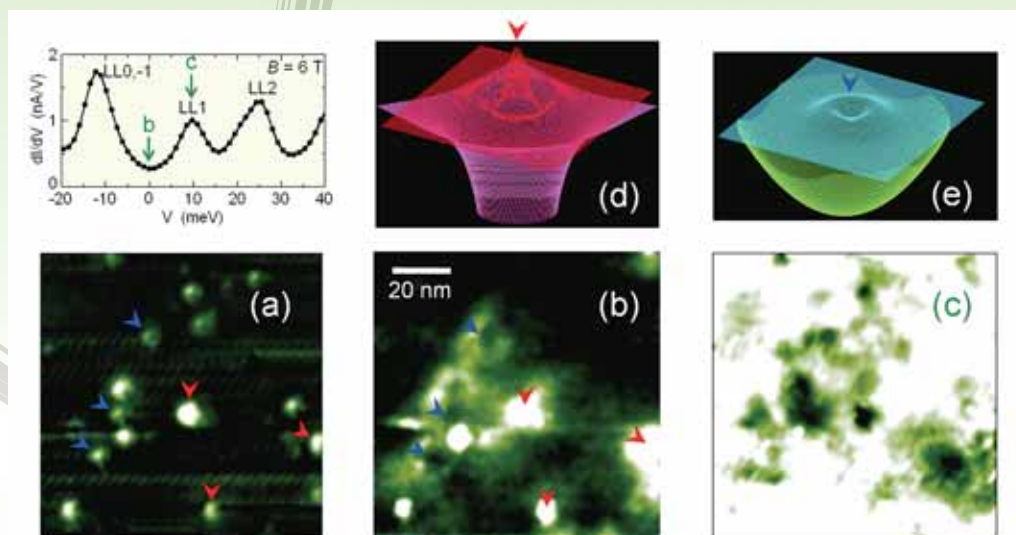 2
1
0
dI/dV (nA/V)
LL0,-1
b
c
LL1
LL2
B = 6 T
-20 -10 0 10 20 30 40
V (meV)
(d)
(e)
(a)
20 nm
(b)
(c)